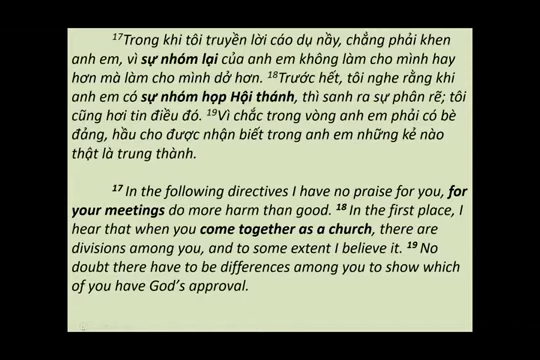 ¹⁷Trong khi tôi truyền lời cáo dụ nầy, chẳng phải khen
anh em, vì sự nhóm lại của anh em không làm cho mình hay
hơn mà làm cho mình dở hơn. ¹⁸Trước hết, tôi nghe rằng khi
anh em có sự nhóm họp Hội thánh, thì sanh ra sự phân rẽ; tôi
cũng hơi tin điều đó. ¹⁹Vì chắc trong vòng anh em phải có bè
đảng, hầu cho được nhận biết trong anh em những kẻ nào
thật là trung thành.
¹⁷ In the following directives I have no praise for you, for
your meetings do more harm than good. ¹⁸ In the first place, I
hear that when you come together as a church, there are
divisions among you, and to some extent I believe it. ¹⁹ No
doubt there have to be differences among you to show which
of you have God’s approval.